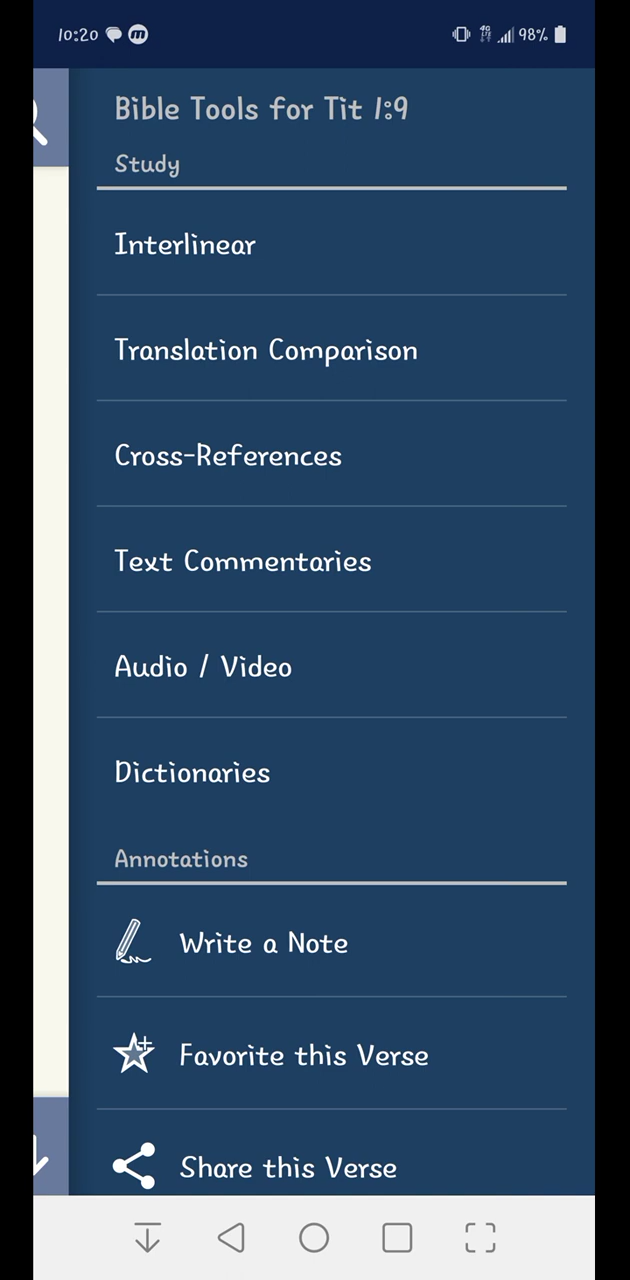 10:20 98%
Bible Tools for Tit 1:9
Study
Interlinear
Translation Comparison
Cross-References
Text Commentaries
Audio / Video
Dictionaries
Annotations
Write a Note
Favorite this Verse
Share this Verse